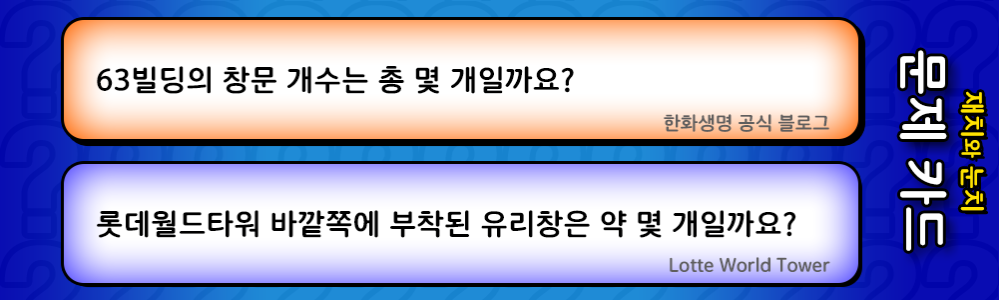 63빌딩의 창문 개수는 총 몇 개일까요?
한화생명 공식 블로그
롯데월드타워 바깥쪽에 부착된 유리창은 약 몇 개일까요?
Lotte World Tower
재치와 눈치
문제 카드